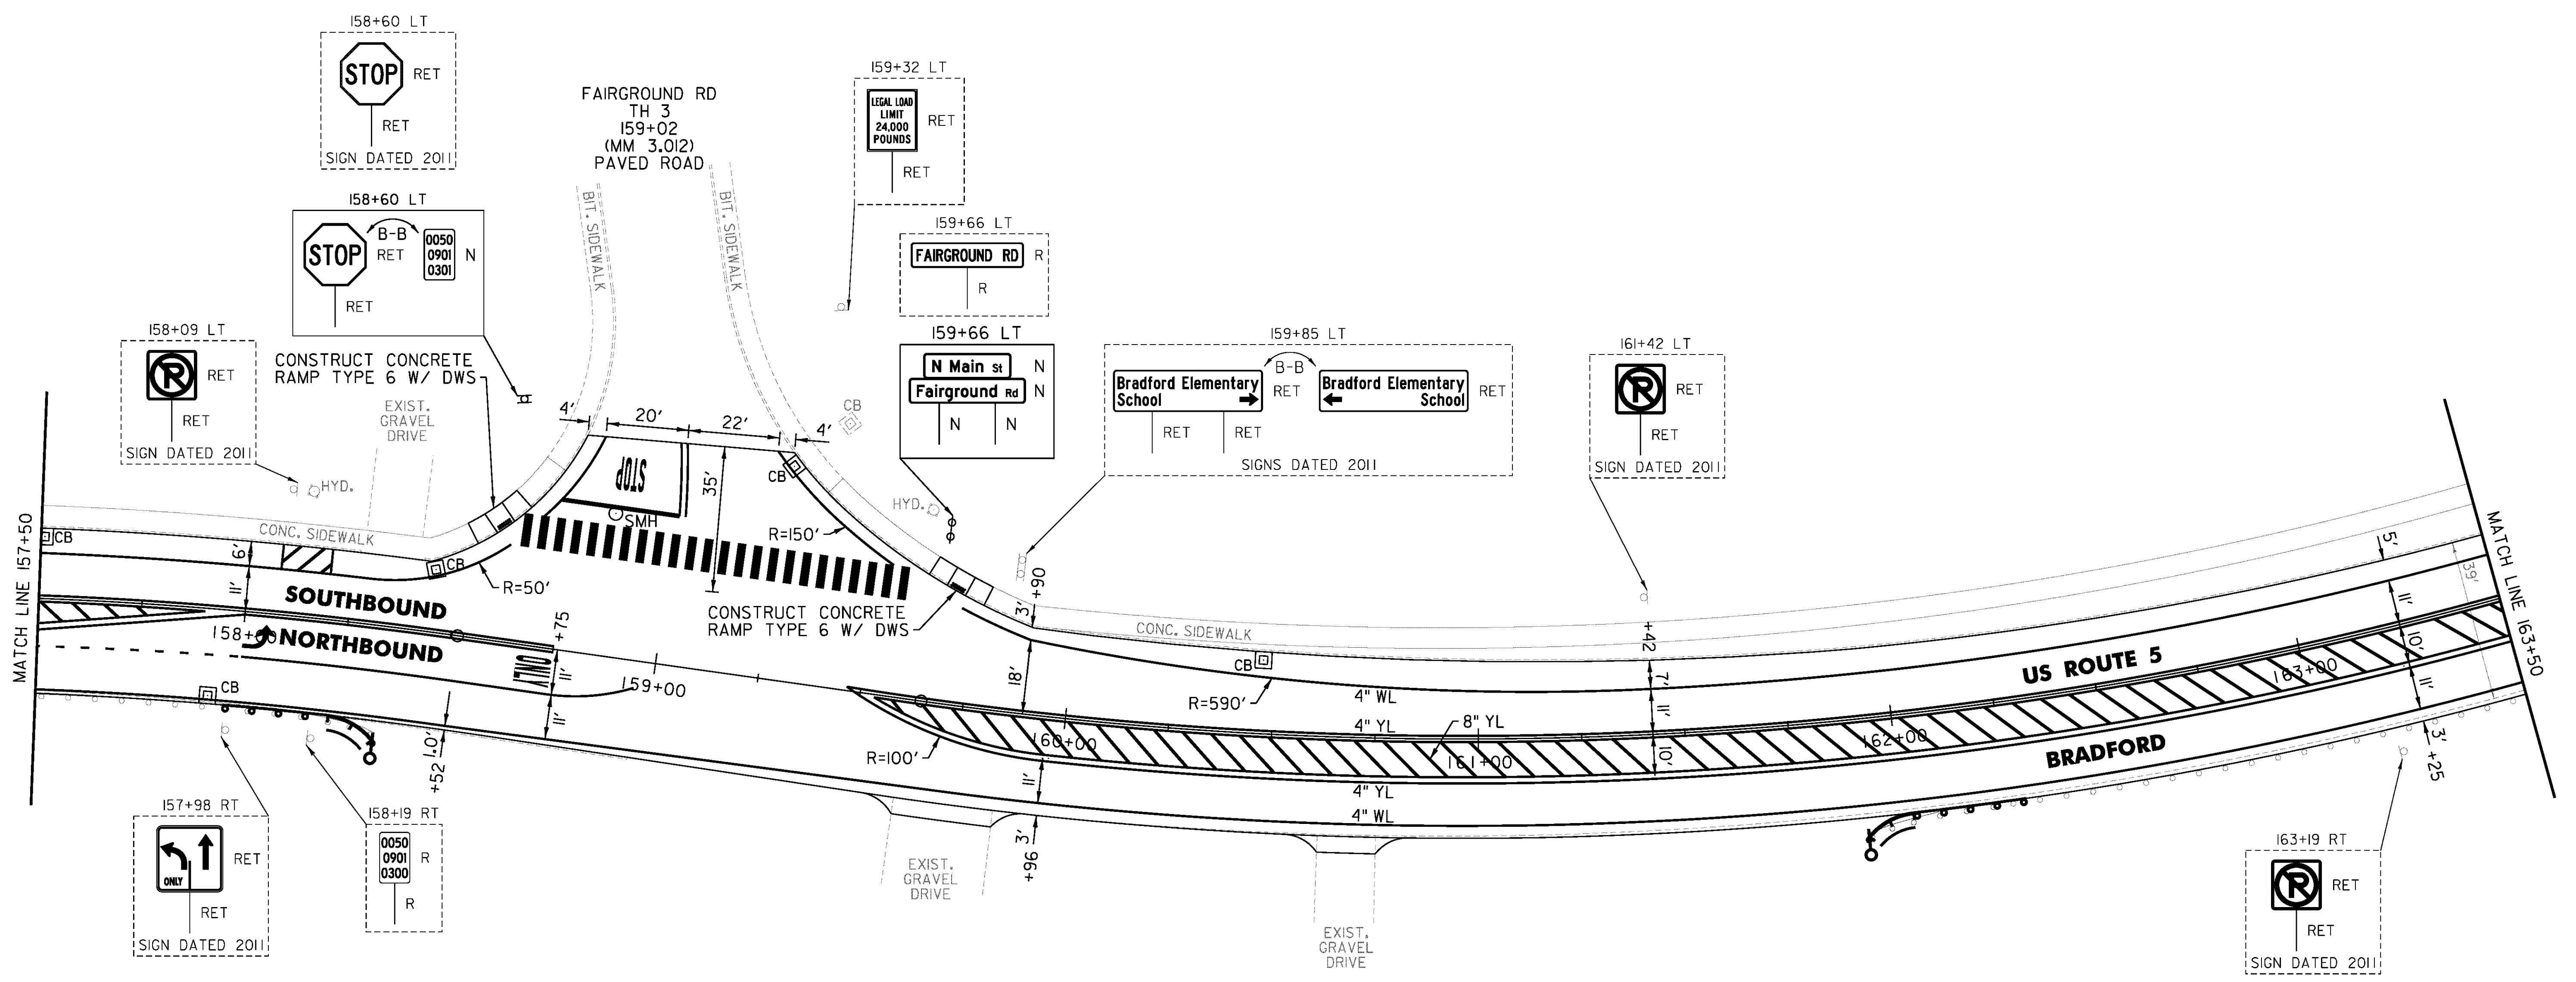 158+60 LT
STOP
RET
RET
SIGN DATED 2011
158+60 LT
STOP
B-B
RET
0050
0901
0301
N
RET
FAIRGROUND RD
TH 3
159+02
(MM 3.012)
PAVED ROAD
BIT. SIDEWALK
BIT. SIDEWALK
159+32 LT
LEGAL LOAD
LIMIT
24,000
POUNDS
RET
RET
159+66 LT
FAIRGROUND RD
R
R
159+66 LT
N Main St
N
Fairground Rd
N
N
N
159+85 LT
Bradford Elementary
School
B-B
RET
Bradford Elementary
School
RET
RET
RET
SIGNS DATED 2011
161+42 LT
P
RET
RET
SIGN DATED 2011
158+09 LT
P
RET
RET
SIGN DATED 2011
CONSTRUCT CONCRETE
RAMP TYPE 6 W/ DWS
EXIST.
GRAVEL
DRIVE
HYD.
4'
20'
22'
4'
CB
STOP
35'
CB
SMH
R=150'
HYD.
MATCH LINE 157+50
CB
CONC. SIDEWALK
6'
11'
CB
R=50'
SOUTHBOUND
158+00
NORTHBOUND
ONLY
+75
11'
11'
159+00
CB
+52 1.0'
CONSTRUCT CONCRETE
RAMP TYPE 6 W/ DWS
3'
+90
CONC. SIDEWALK
18'
CB
R=590'
4" WL
4" YL
8" YL
160+00
161+00
R=100'
11'
4" YL
4" WL
3'
+96
+42
7'
11'
10'
US ROUTE 5
162+00
163+00
BRADFORD
5'
39'
11'
10'
11'
3'
+25
MATCH LINE 163+50
157+98 RT
ONLY
RET
RET
SIGN DATED 2011
158+19 RT
0050
0901
0300
R
R
EXIST.
GRAVEL
DRIVE
EXIST.
GRAVEL
DRIVE
163+19 RT
P
RET
RET
SIGN DATED 2011